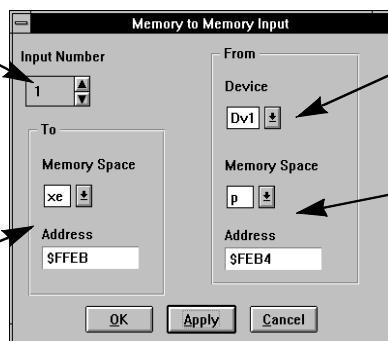 Memory to Memory Input
Input Number
1
To
Memory Space
xe
Address
$FFEB
From
Device
Dv1
Memory Space
p
Address
$FEB4
OK
Apply
Cancel